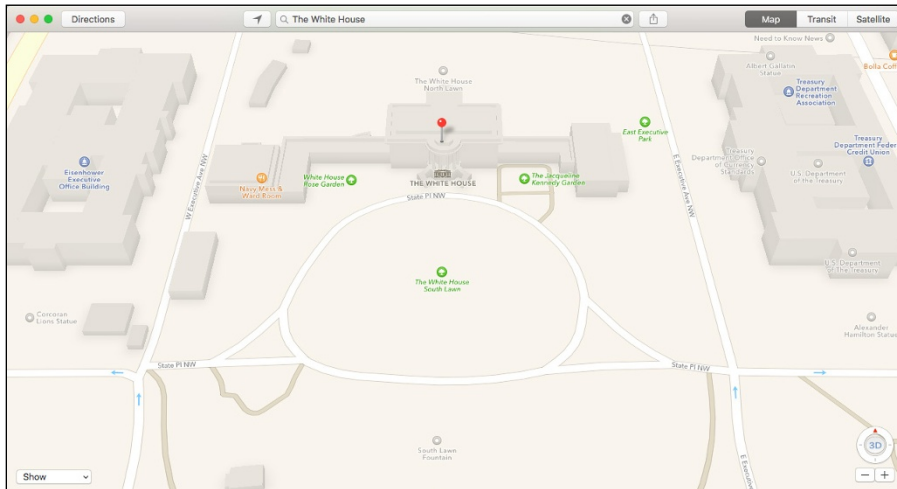 Directions
The White House
Map
Transit
Satellite
Need to Know News
Albert Gallatin
Statue
Bolla Coff
The White House
North Lawn
Treasury
Department
Recreation
Association
East Executive
Park
Treasury
Department Federal
Credit Union
Treasury
Department Office
of Currency
Standards
U.S. Department
of the Treasury
Eisenhower
Executive
Office Building
W Executive Ave NW
Navy Mess &
Ward Room
White House
Rose Garden
THE WHITE HOUSE
The Jacqueline
Kennedy Garden
E Executive Ave NW
State Pl NW
The White House
South Lawn
U.S. Department
of The Treasury
Corcoran
Lions Statue
Alexander
Hamilton Statue
State Pl NW
State Pl NW
South Lawn
Fountain
E Executive
3D
Show